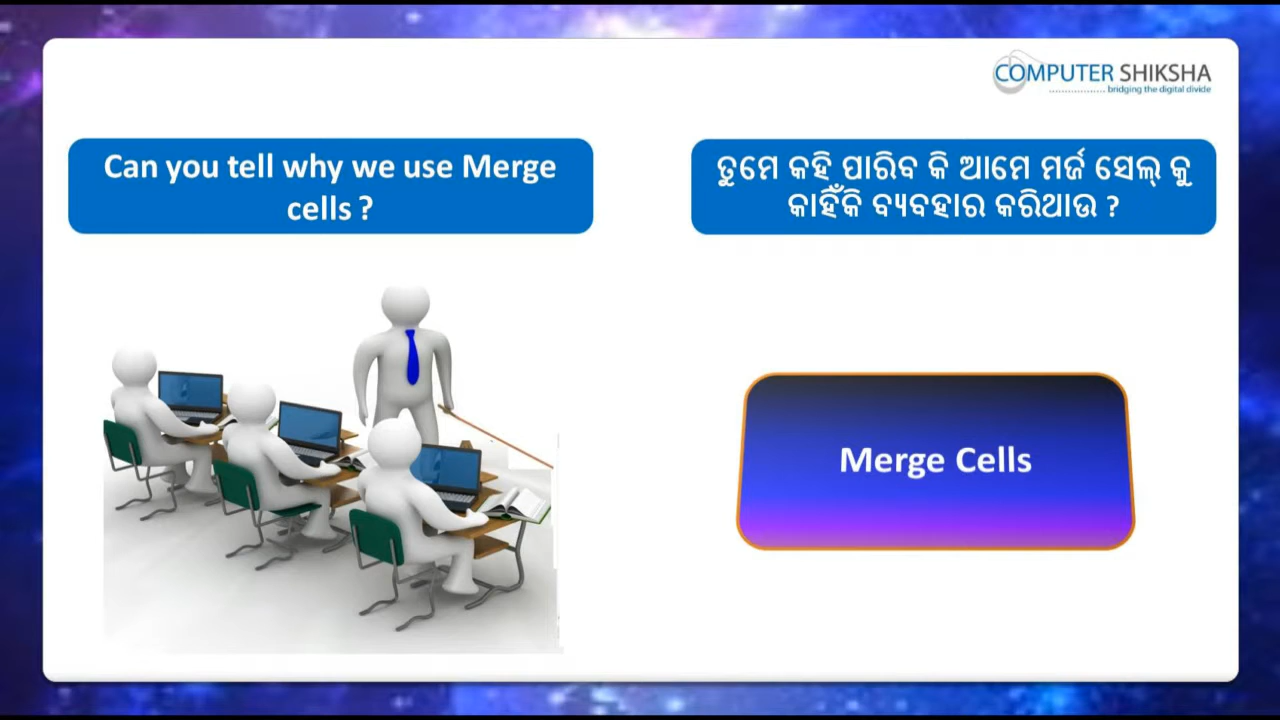 COMPUTER SHIKSHA
bridging the digital divide
Can you tell why we use Merge
cells ?
ତୁମେ କହି ପାରିବ କି ଆମେ ମର୍ଜ ସେଲ୍ କୁ
କାହିଁକି ବ୍ୟବହାର କରିଥାଉ ?
Merge Cells